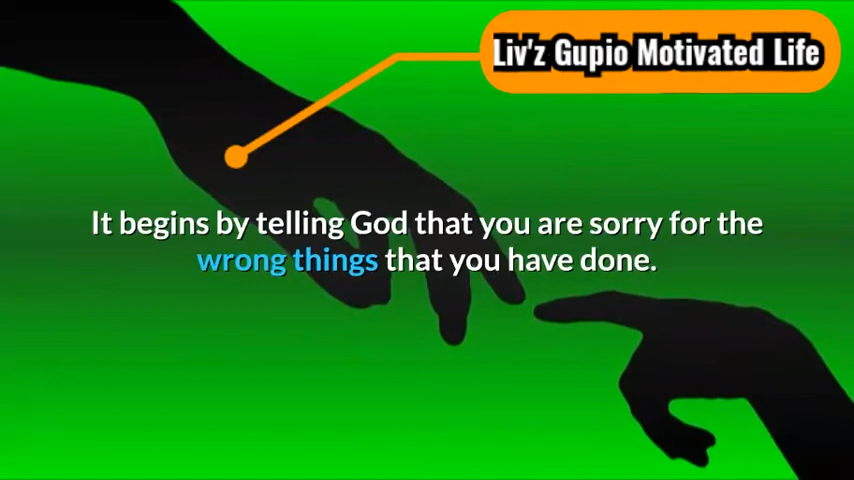 Liv'z Gupio Motivated Life
It begins by telling God that you are sorry for the
wrong things that you have done.